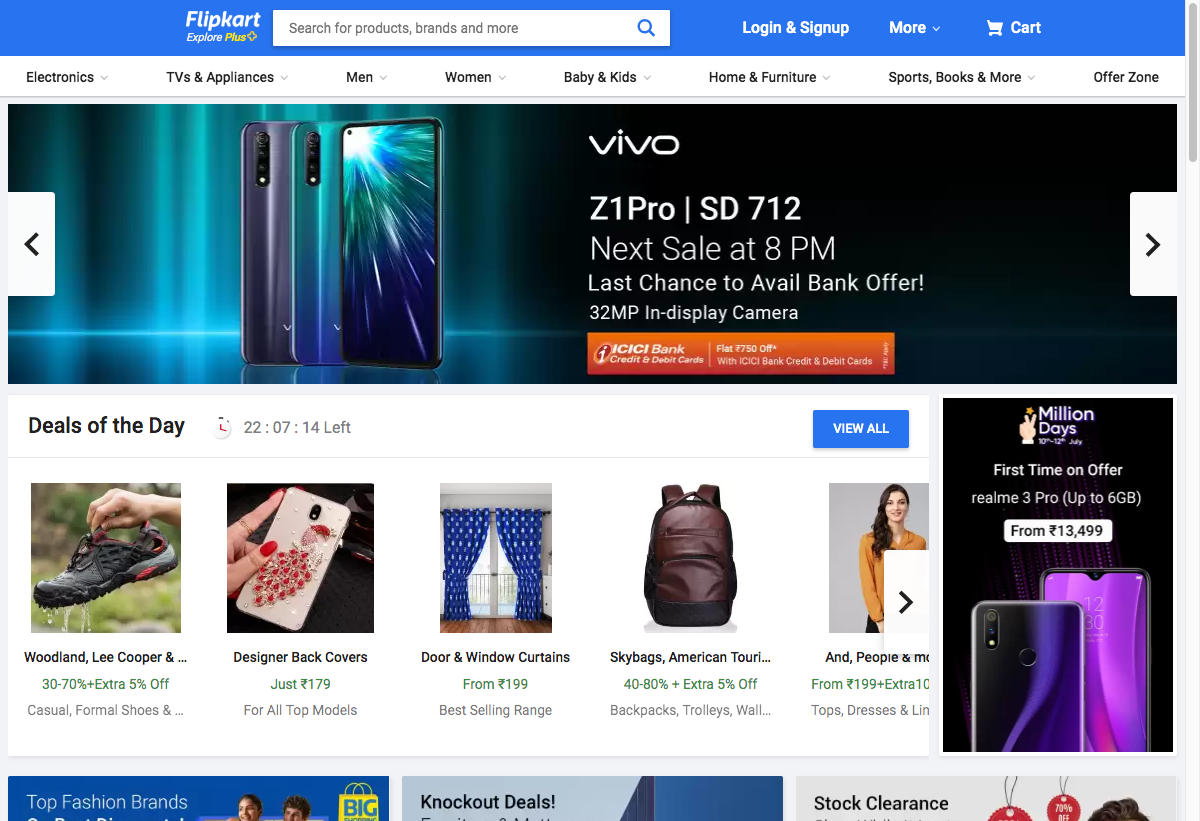 Flipkart
Explore Plus
Search for products, brands and more
Login & Signup
More
Cart
Electronics
TVs & Appliances
Men
Women
Baby & Kids
Home & Furniture
Sports, Books & More
Offer Zone
vivo
Z1Pro | SD 712
Next Sale at 8 PM
Last Chance to Avail Bank Offer!
32MP In-display Camera
ICICI Bank
Credit & Debit Cards
Flat ₹750 Off*
With ICICI Bank Credit & Debit Cards
Deals of the Day
22 : 07 : 14 Left
VIEW ALL
Woodland, Lee Cooper & ...
30-70%+Extra 5% Off
Casual, Formal Shoes & ...
Designer Back Covers
Just ₹179
For All Top Models
Door & Window Curtains
From ₹199
Best Selling Range
Skybags, American Touri...
40-80% + Extra 5% Off
Backpacks, Trolleys, Wall...
And, People & mo
From ₹199+Extra10
Tops, Dresses & Lin
Million
Days
10th-12th July
First Time on Offer
realme 3 Pro (Up to 6GB)
From ₹13,499
Top Fashion Brands
BIG
Knockout Deals!
Stock Clearance
70%
OFF